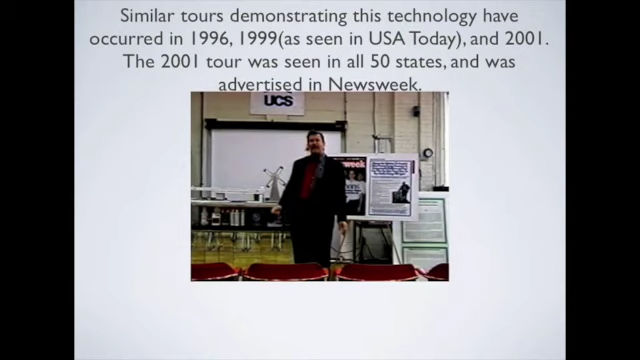 Similar tours demonstrating this technology have
occurred in 1996, 1999(as seen in USA Today), and 2001.
The 2001 tour was seen in all 50 states, and was
advertised in Newsweek.
UCS
week